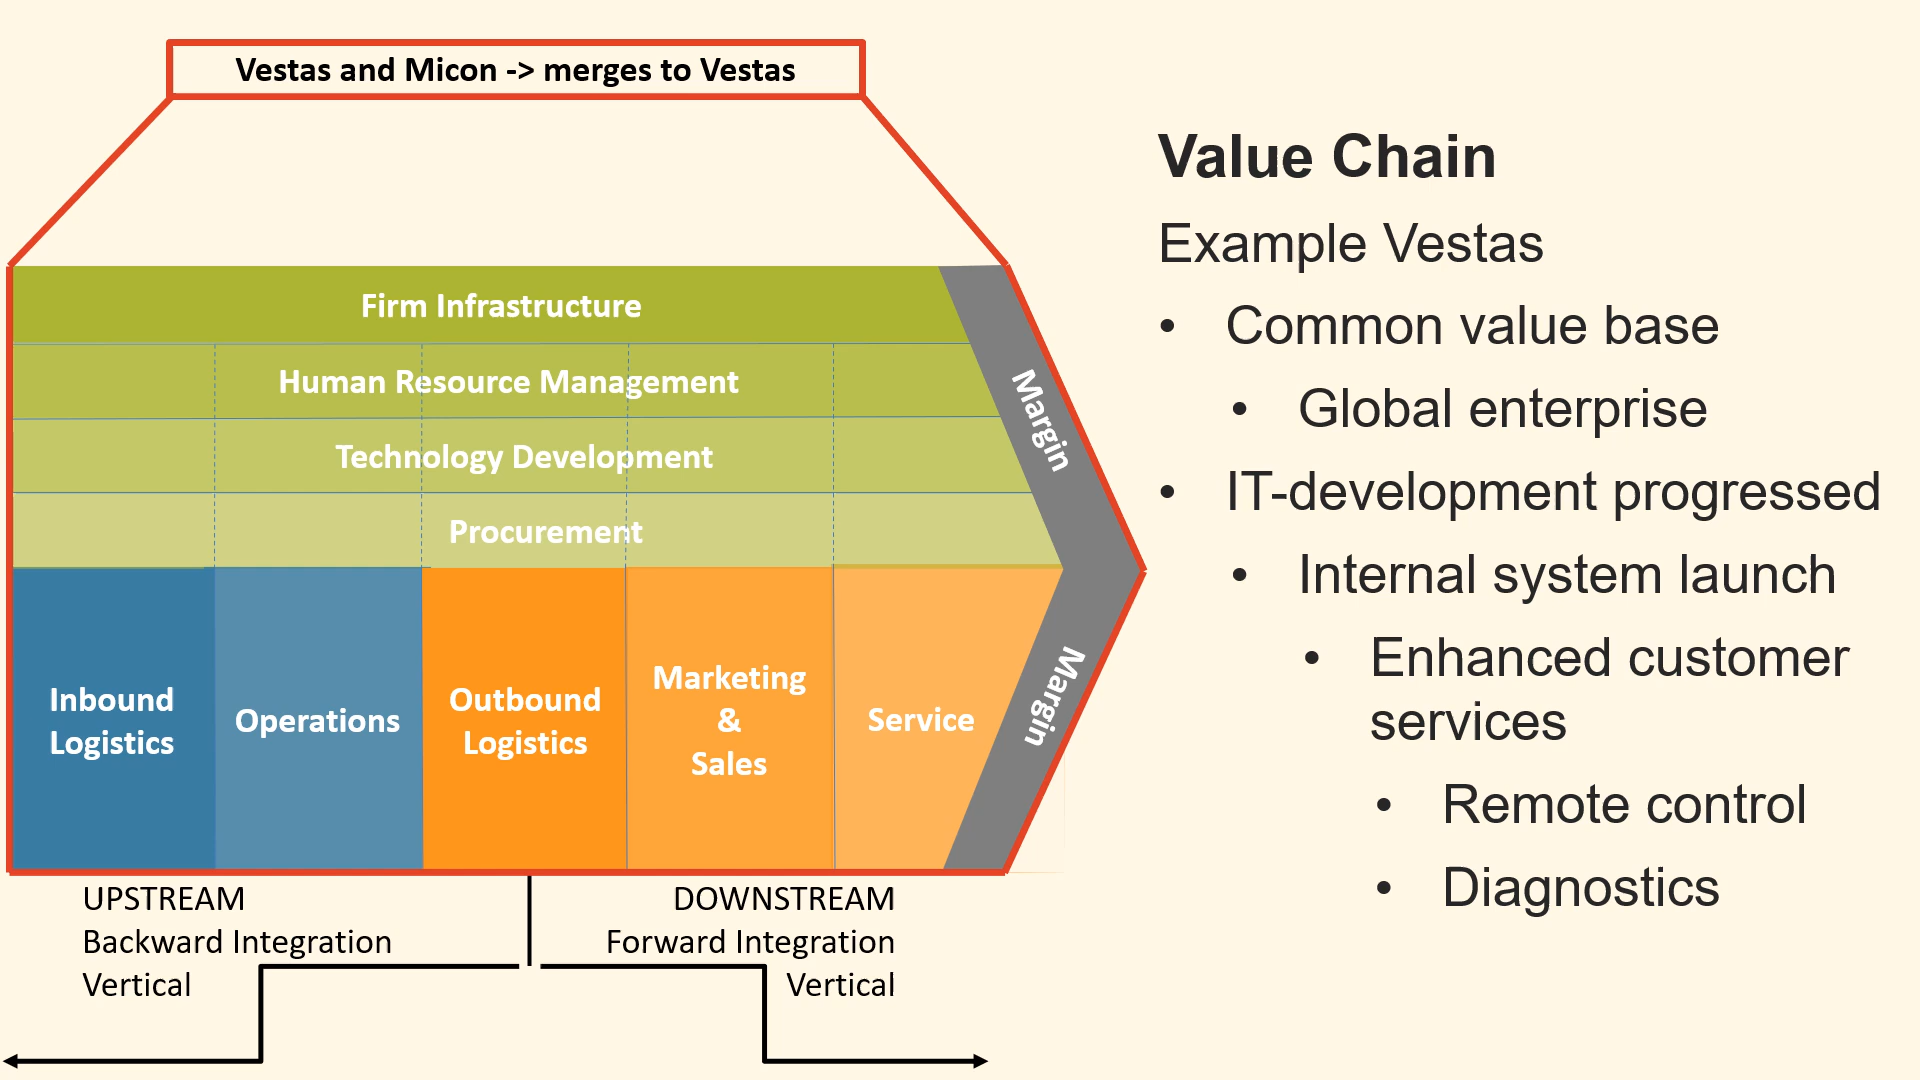 Vestas and Micon -> merges to Vestas
Firm Infrastructure
Human Resource Management
Technology Development
Procurement
Margin
Inbound
Logistics
Operations
Outbound
Logistics
Marketing
&
Sales
Service
Margin
UPSTREAM
Backward Integration
Vertical
DOWNSTREAM
Forward Integration
Vertical
Value Chain
Example Vestas
• Common value base
• Global enterprise
• IT-development progressed
• Internal system launch
• Enhanced customer
services
• Remote control
• Diagnostics